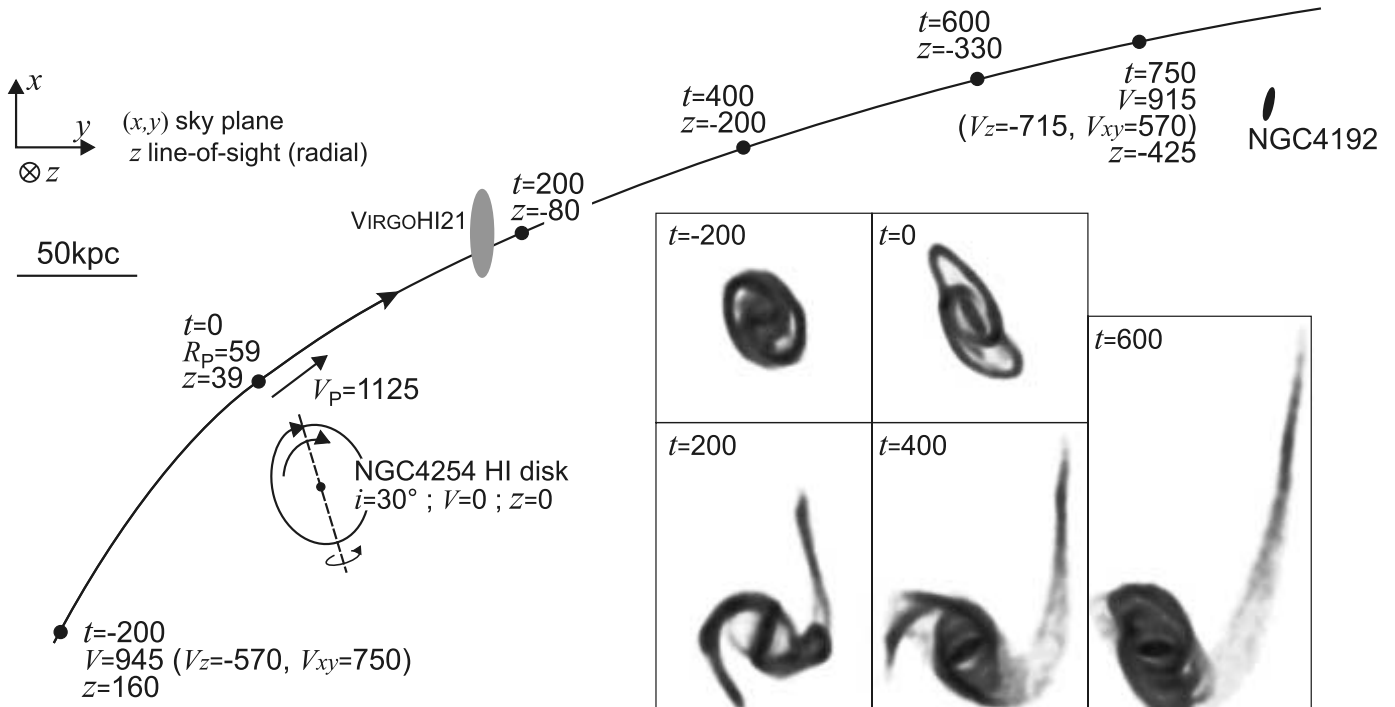 x
y
⊗ z
(x,y) sky plane
z line-of-sight (radial)
50kpc
t=600
z=-330
t=750
V=915
(Vz=-715, Vxy=570)
z=-425
NGC4192
t=400
z=-200
t=200
z=-80
VIRGOHI21
t=0
RP=59
z=39
VP=1125
NGC4254 HI disk
i=30° ; V=0 ; z=0
t=-200
V=945 (Vz=-570, Vxy=750)
z=160
t=-200
t=0
t=600
t=200
t=400